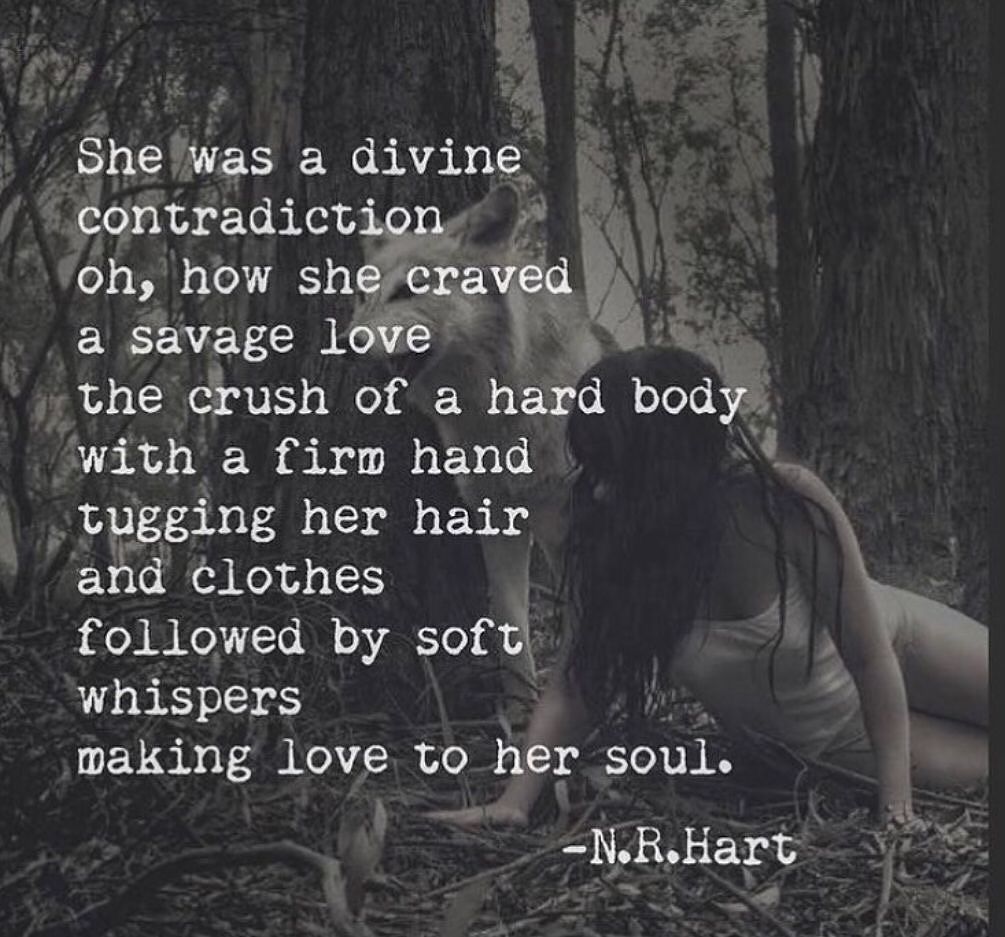 She was a divine
contradiction
oh, how she craved
a savage love
the crush of a hard body
with a firm hand
tugging her hair
and clothes
followed by soft
whispers
making love to her soul.
-N.R.Hart